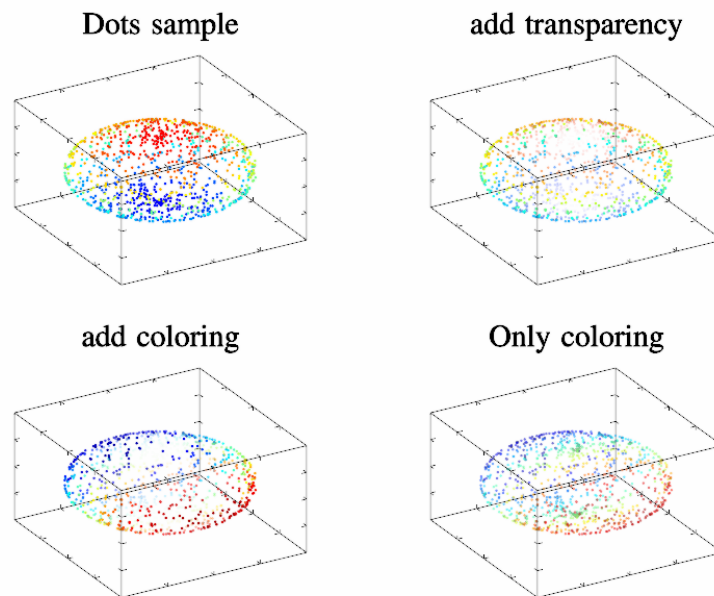 Dots sample
add transparency
add coloring
Only coloring